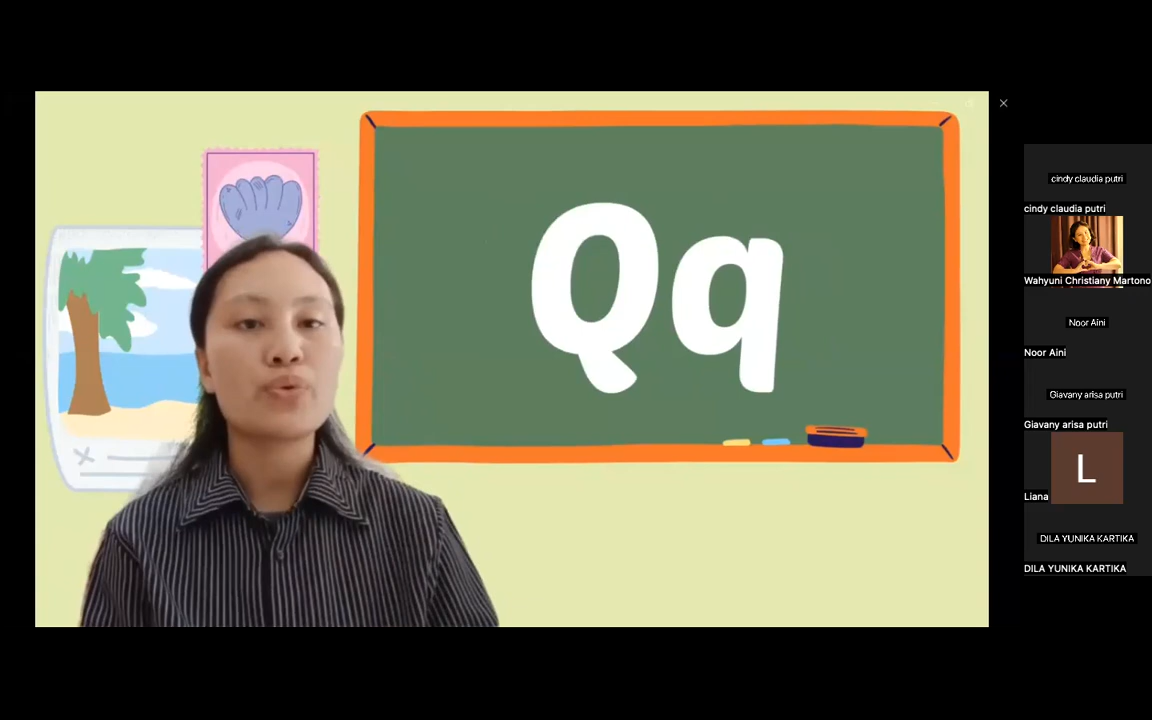 Qq
cindy claudia putri
cindy claudia putri
Wahyuni Christiany Martono
Noor Aini
Noor Aini
Giavany arisa putri
Giavany arisa putri
L
Liana
DILA YUNIKA KARTIKA
DILA YUNIKA KARTIKA